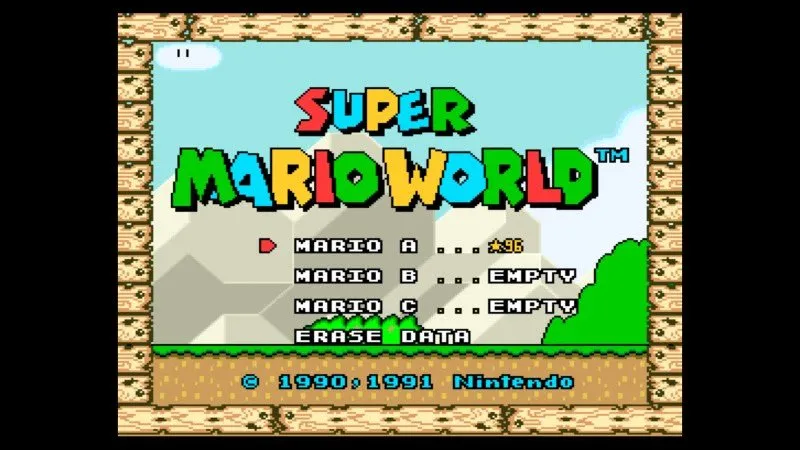 SUPER
MARIO WORLD™
MARIO A ...★96
MARIO B ...EMPTY
MARIO C ...EMPTY
ERASE DATA
© 1990,1991 Nintendo